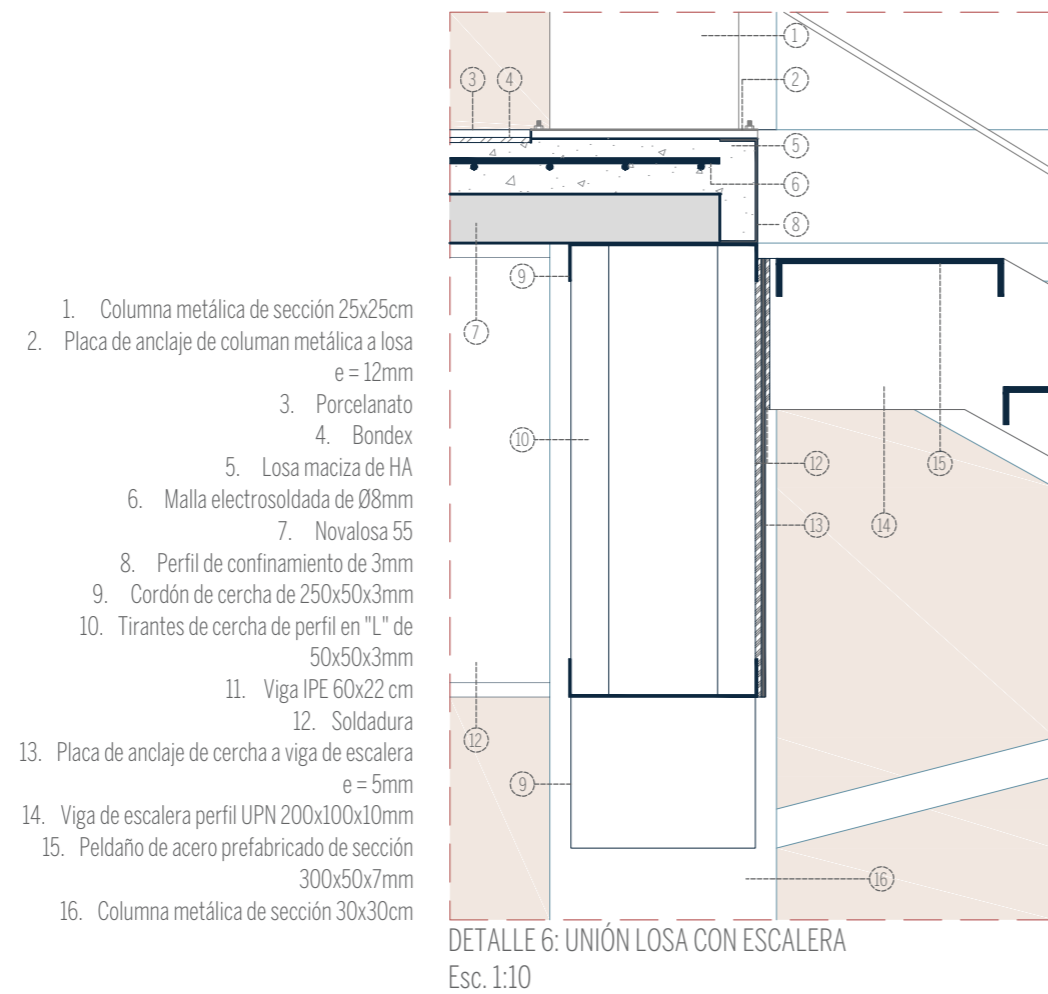 1
2
3
4
5
6
8
9
7
10
12
15
13
14
12
9
16
1. Columna metálica de sección 25x25cm
2. Placa de anclaje de columan metálica a losa
e = 12mm
3. Porcelanato
4. Bondex
5. Losa maciza de HA
6. Malla electrosoldada de Ø8mm
7. Novalosa 55
8. Perfil de confinamiento de 3mm
9. Cordón de cercha de 250x50x3mm
10. Tirantes de cercha de perfil en "L" de
50x50x3mm
11. Viga IPE 60x22 cm
12. Soldadura
13. Placa de anclaje de cercha a viga de escalera
e = 5mm
14. Viga de escalera perfil UPN 200x100x10mm
15. Peldaño de acero prefabricado de sección
300x50x7mm
16. Columna metálica de sección 30x30cm
DETALLE 6: UNIÓN LOSA CON ESCALERA
Esc. 1:10